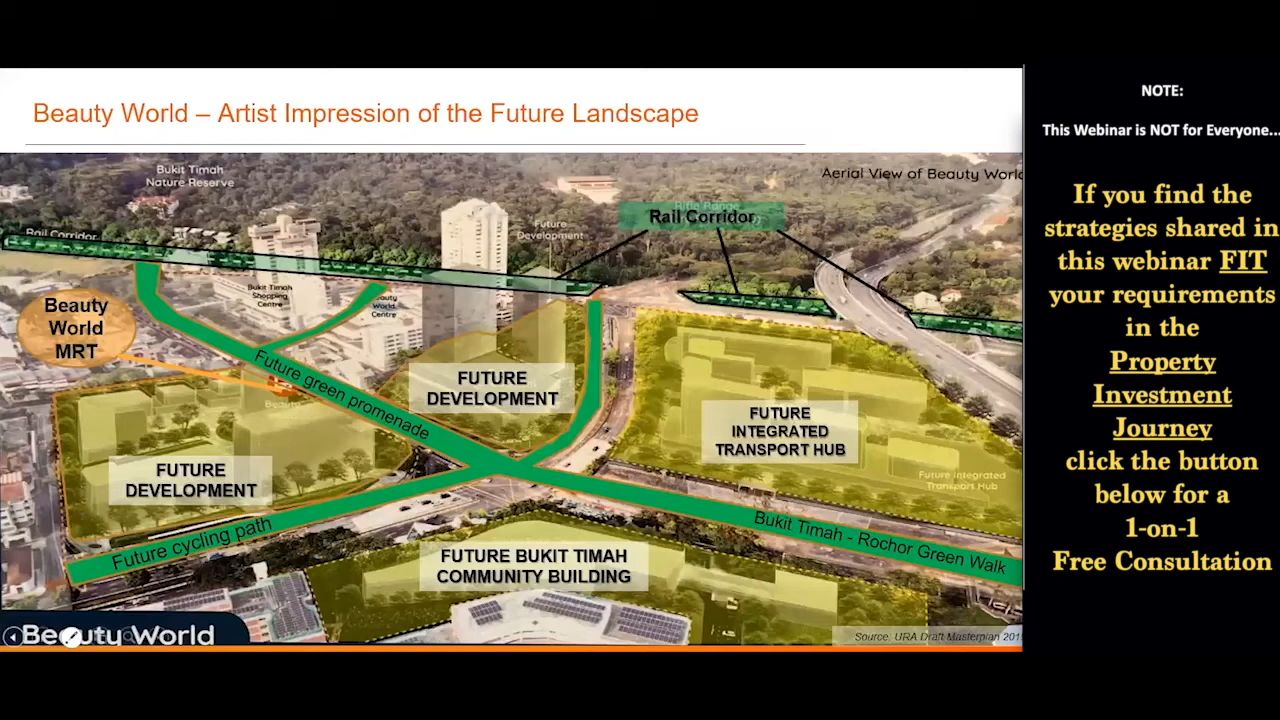 Beauty World – Artist Impression of the Future Landscape
Bukit Timah
Nature Reserve
Aerial View of Beauty World
Rail Corridor
Future
Development
Rail Corridor
Bukit Timah
Shopping
Centre
Beauty
World
Centre
Beauty
World
MRT
Future green promenade
FUTURE
DEVELOPMENT
FUTURE
INTEGRATED
TRANSPORT HUB
FUTURE
DEVELOPMENT
Future Integrated
Transport Hub
Future cycling path
Bukit Timah - Rochor Green Walk
FUTURE BUKIT TIMAH
COMMUNITY BUILDING
Beauty World
Source: URA Draft Masterplan 201
NOTE:
This Webinar is NOT for Everyone...
If you find the
strategies shared in
this webinar FIT
your requirements
in the
Property
Investment
Journey
click the button
below for a
1-on-1
Free Consultation